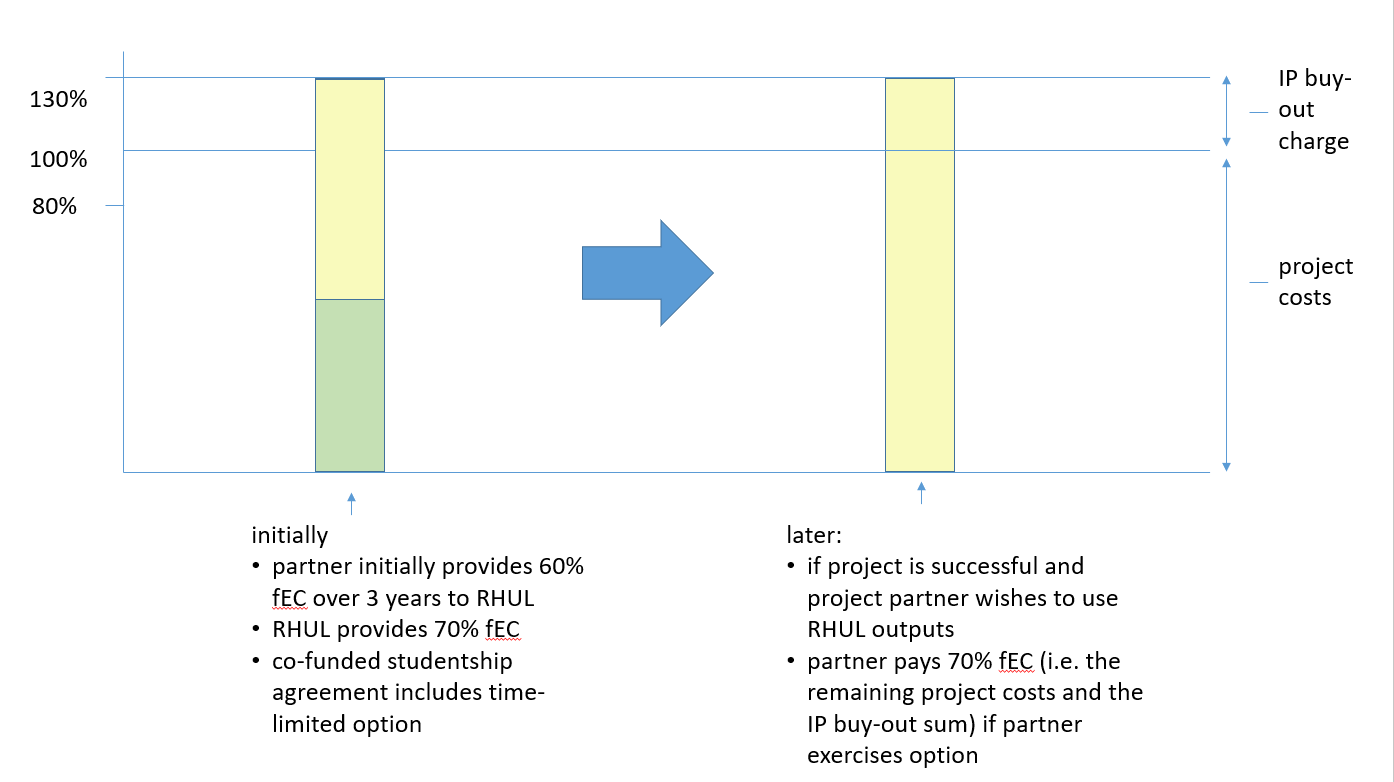 130%
100%
80%
IP buy-
out
charge
project
costs
initially
• partner initially provides 60%
fEC over 3 years to RHUL
• RHUL provides 70% fEC
• co-funded studentship
agreement includes time-
limited option
later:
• if project is successful and
project partner wishes to use
RHUL outputs
• partner pays 70% fEC (i.e. the
remaining project costs and the
IP buy-out sum) if partner
exercises option